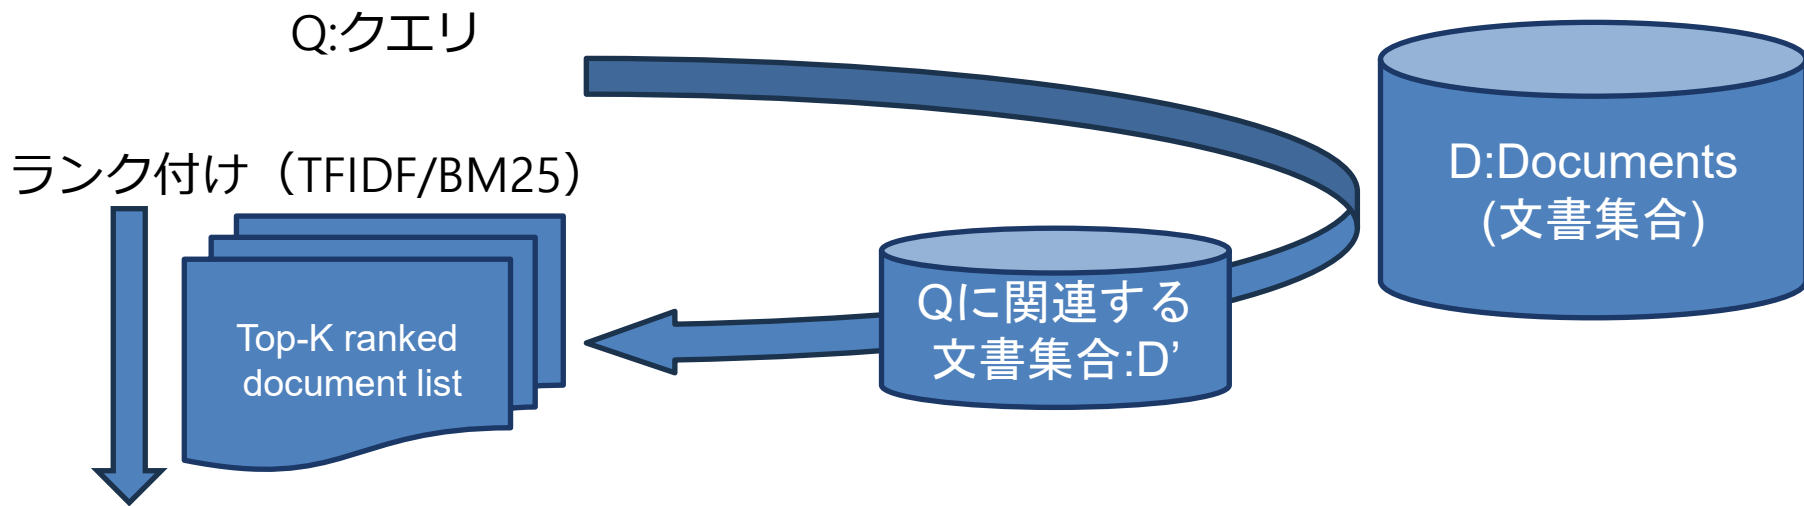 Q:クエリ
ランク付け（TFIDF/BM25）
Top-K ranked
document list
Qに関連する
文書集合:D’
D:Documents
(文書集合)